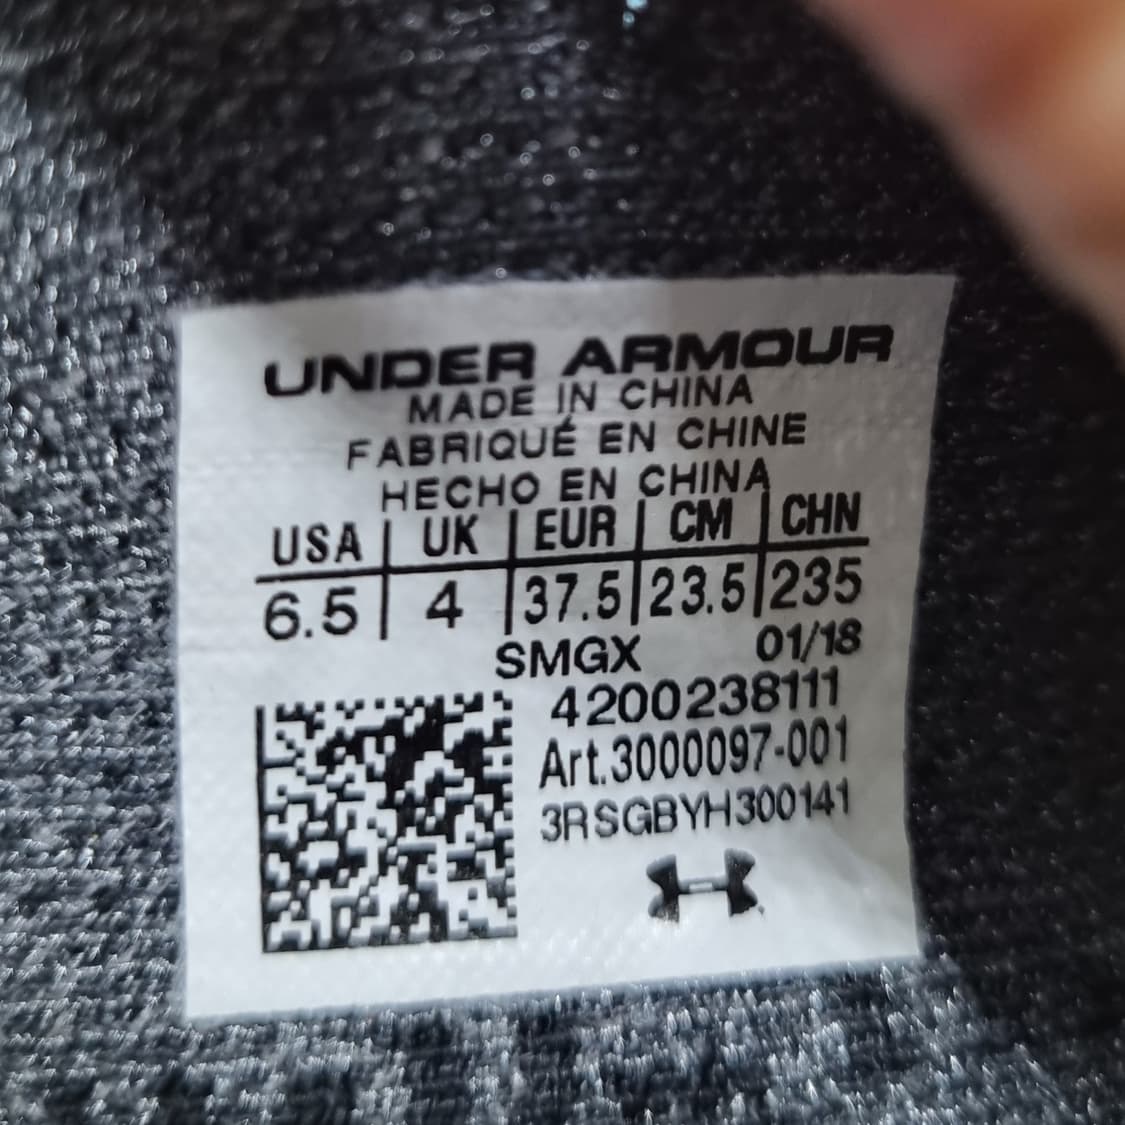 UNDER ARMOUR
MADE IN CHINA
FABRIQUÉ EN CHINE
HECHO EN CHINA
USA | UK | EUR | CM | CHN
6.5 | 4 | 37.5 | 23.5 | 235
SMGX 01/18
4200238111
Art.3000097-001
3RSGBYH300141